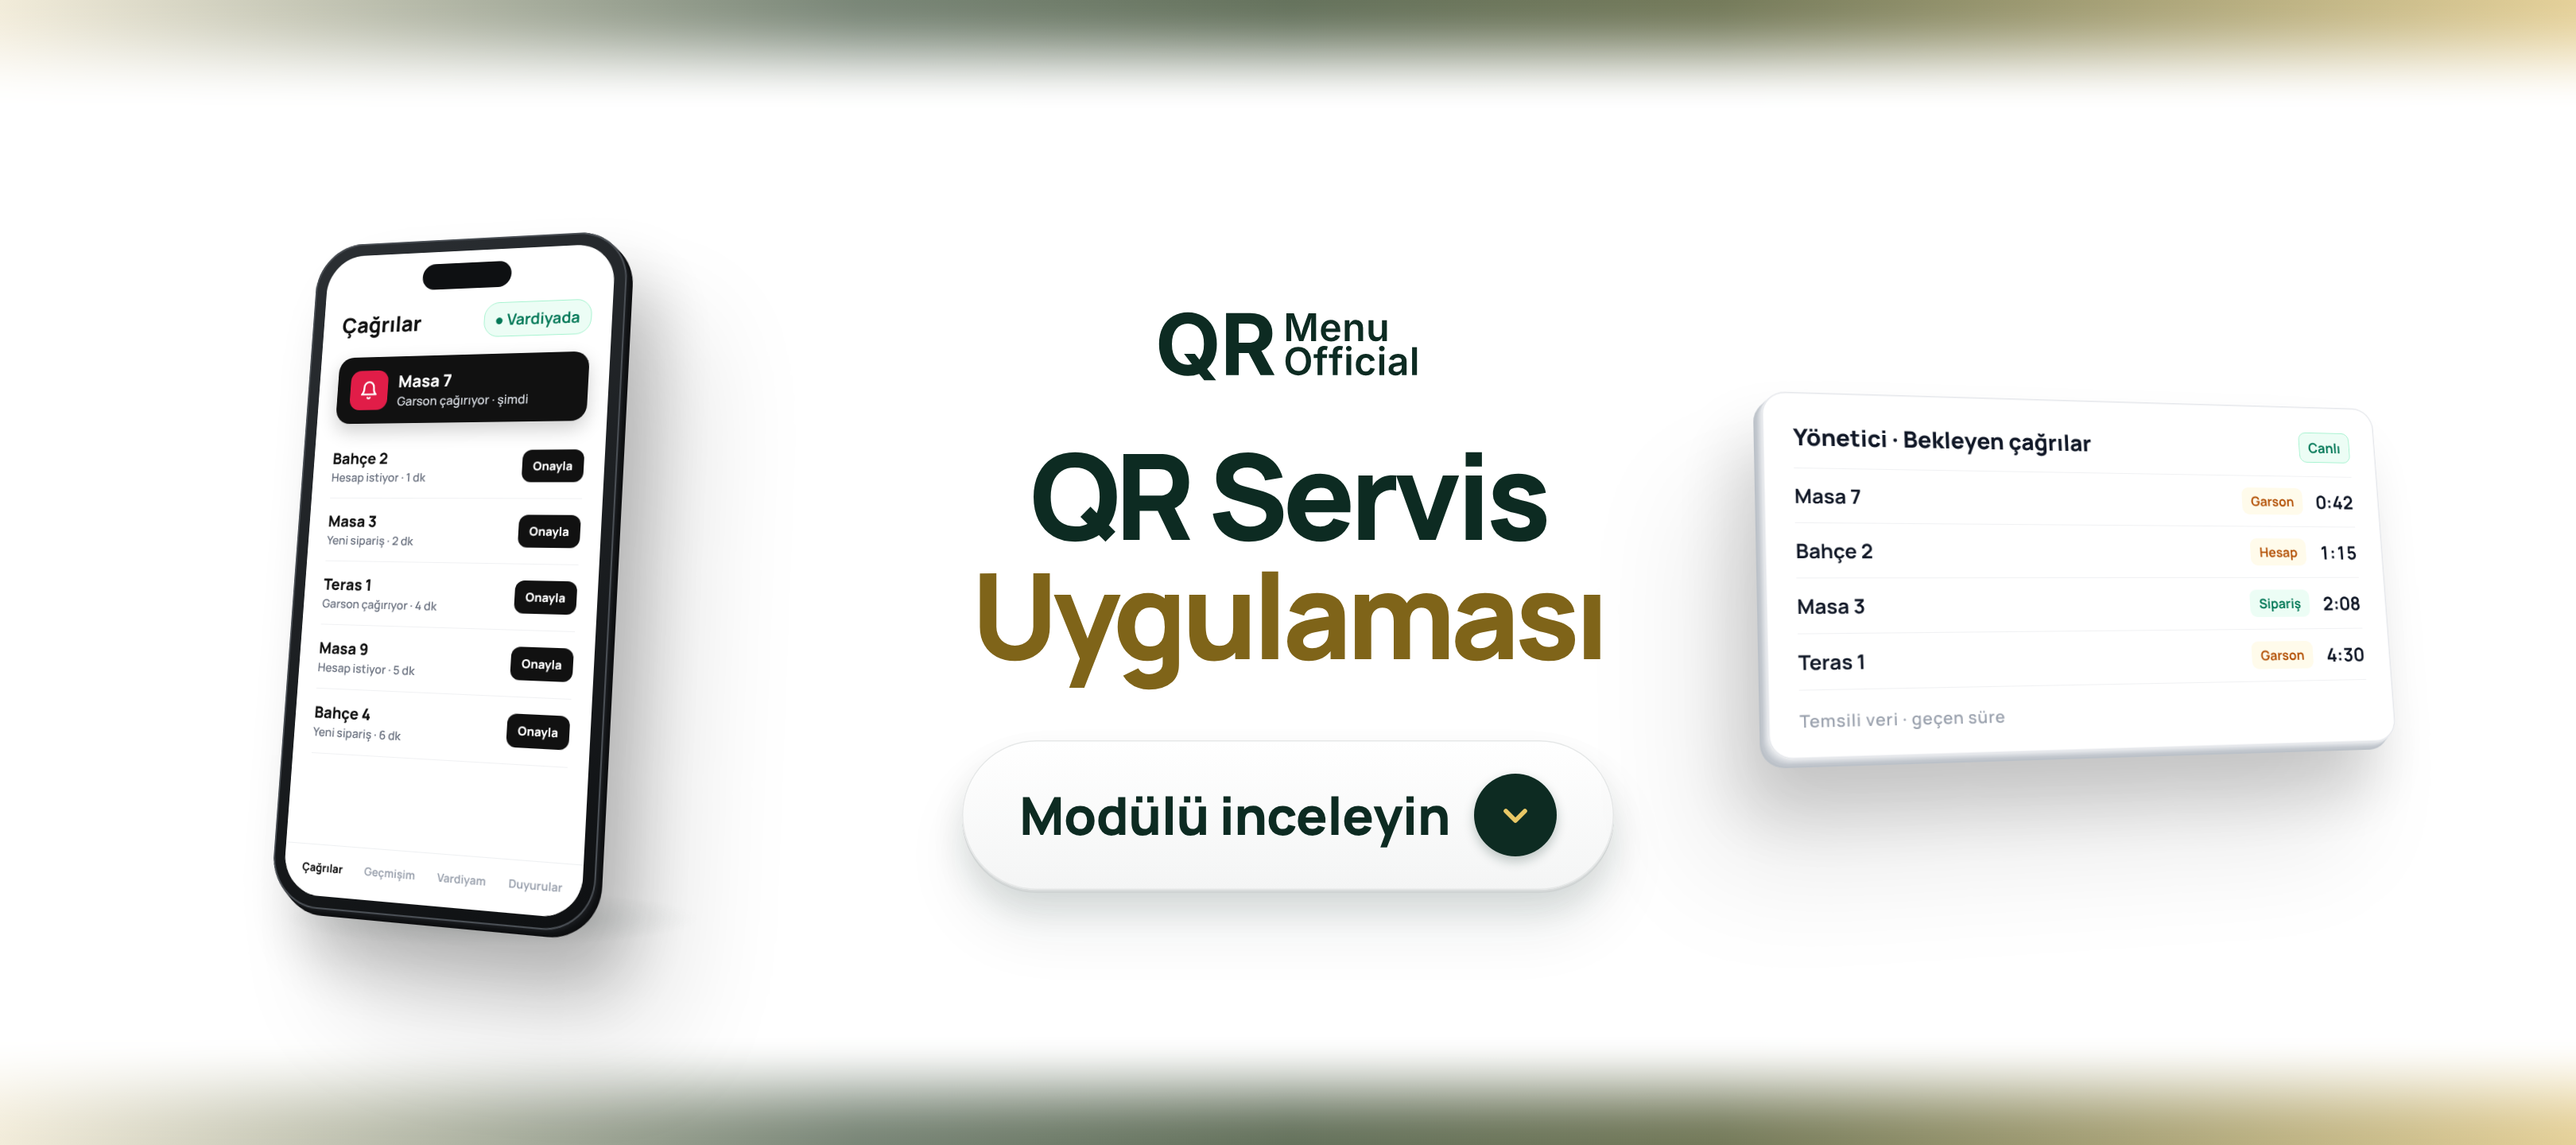 Çağrılar
• Vardiyada
Masa 7
Garson çağırıyor · şimdi
Bahçe 2
Hesap istiyor · 1 dk
Onayla
Masa 3
Yeni sipariş · 2 dk
Onayla
Teras 1
Garson çağırıyor · 4 dk
Onayla
Masa 9
Hesap istiyor · 5 dk
Onayla
Bahçe 4
Yeni sipariş · 6 dk
Onayla
Çağrılar Geçmişim Vardiyam Duyurular
QR Menu
Official
QR Servis
Uygulaması
Modülü inceleyin
Yönetici · Bekleyen çağrılar Canlı
Masa 7 Garson 0:42
Bahçe 2 Hesap 1:15
Masa 3 Sipariş 2:08
Teras 1 Garson 4:30
Temsili veri · geçen süre